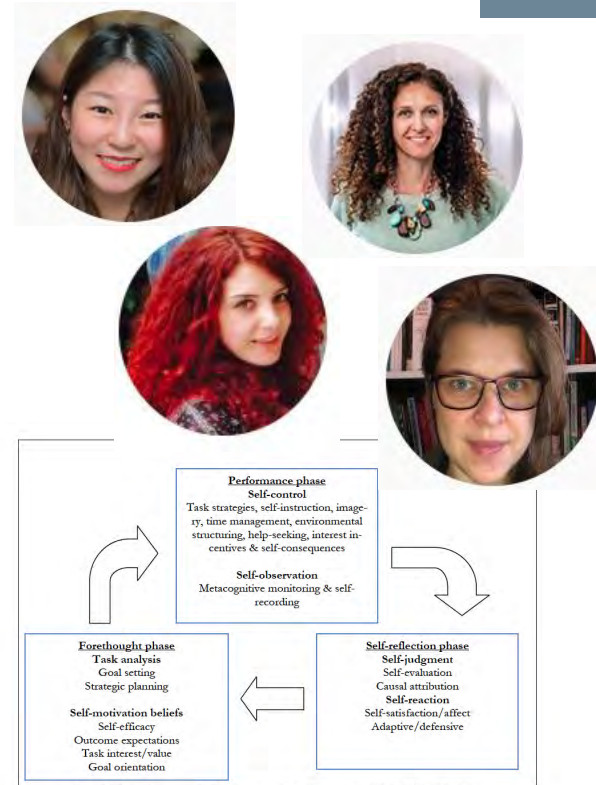 Performance phase
Self-control
Task strategies, self-instruction, image-
ry, time management, environmental
structuring, help-seeking, interest in-
centives & self-consequences
Self-observation
Metacognitive monitoring & self-
recording
Forethought phase
Task analysis
Goal setting
Strategic planning
Self-motivation beliefs
Self-efficacy
Outcome expectations
Task interest/value
Goal orientation
Self-reflection phase
Self-judgment
Self-evaluation
Causal attribution
Self-reaction
Self-satisfaction/affect
Adaptive/defensive